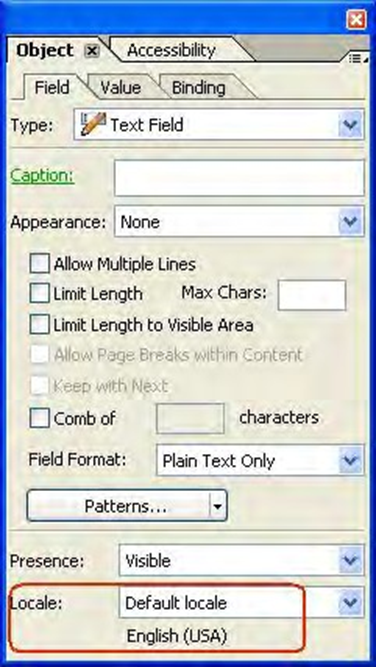 Object Accessibility
Field Value Binding
Type: Text Field
Caption:
Appearance: None
Allow Multiple Lines
Limit Length Max Chars:
Limit Length to Visible Area
Allow Page Breaks within Content
Keep with Next
Comb of characters
Field Format: Plain Text Only
Patterns...
Presence: Visible
Locale: Default locale
English (USA)